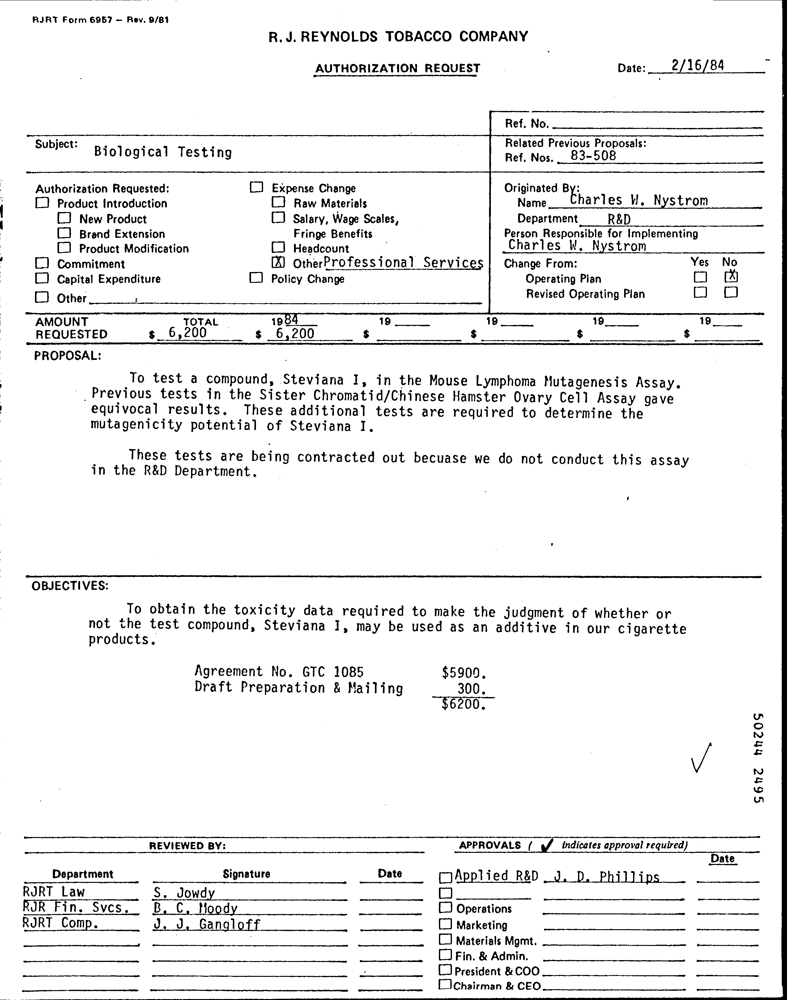 RJRT Form 6957 — Rev. 9/81
R. J. REYNOLDS TOBACCO COMPANY
AUTHORIZATION REQUEST
Date: 2/16/84
Ref. No.
Subject: Biological Testing
Related Previous Proposals:
Ref. Nos. 83-508
Authorization Requested:
☐ Product Introduction
☐ New Product
☐ Brand Extension
☐ Product Modification
☐ Commitment
☐ Capital Expenditure
☐ Other
☐ Expense Change
☐ Raw Materials
☐ Salary, Wage Scales,
Fringe Benefits
☐ Headcount
☒ Other Professional Services
☐ Policy Change
Originated By:
Name Charles W. Nystrom
Department R&D
Person Responsible for Implementing
Charles W. Nystrom
Change From: Yes No
Operating Plan ☐ ☒
Revised Operating Plan ☐ ☐
AMOUNT TOTAL 1984 19 19 19 19
REQUESTED $ 6,200 $ 6,200 $ $ $ $
PROPOSAL:
To test a compound, Steviana I, in the Mouse Lymphoma Mutagenesis Assay.
Previous tests in the Sister Chromatid/Chinese Hamster Ovary Cell Assay gave
equivocal results. These additional tests are required to determine the
mutagenicity potential of Steviana I.
These tests are being contracted out becuase we do not conduct this assay
in the R&D Department.
OBJECTIVES:
To obtain the toxicity data required to make the judgment of whether or
not the test compound, Steviana I, may be used as an additive in our cigarette
products.
Agreement No. GTC 1085 $5900.
Draft Preparation & Mailing 300.
$6200.
✓
50244 2495
REVIEWED BY:
Department Signature Date
RJRT Law S. Jowdy
RJR Fin. Svcs. B. C. Moody
RJRT Comp. J. J. Gangloff
APPROVALS ( ✓ indicates approval required)
Date
☐ Applied R&D J. D. Phillips
☐
☐ Operations
☐ Marketing
☐ Materials Mgmt.
☐ Fin. & Admin.
☐ President & COO
☐ Chairman & CEO